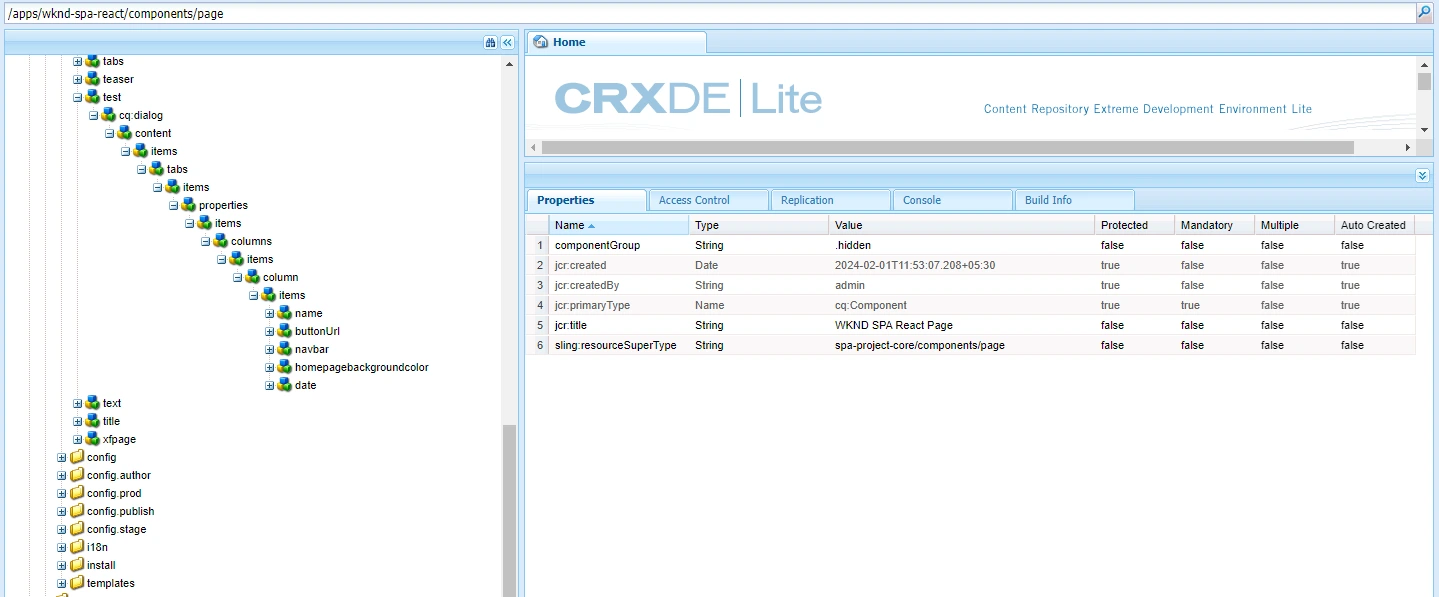 /apps/wknd-spa-react/components/page
tabs
teaser
test
cq:dialog
content
items
tabs
items
properties
items
columns
items
column
items
name
buttonUrl
navbar
homepagebackgroundcolor
date
text
title
xfpage
config
config.author
config.prod
config.publish
config.stage
i18n
install
templates
Home
CRXDE Lite
Content Repository Extreme Development Environment Lite
Properties Access Control Replication Console Build Info
Name Type Value Protected Mandatory Multiple Auto Created
1 componentGroup String .hidden false false false false
2 jcr:created Date 2024-02-01T11:53:07.208+05:30 true false false true
3 jcr:createdBy String admin true false false true
4 jcr:primaryType Name cq:Component true true false true
5 jcr:title String WKND SPA React Page false false false false
6 sling:resourceSuperType String spa-project-core/components/page false false false false